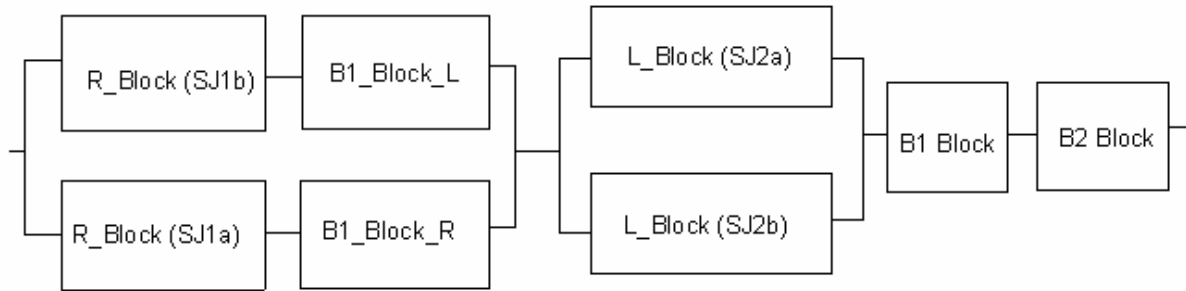 R_Block (SJ1b)
B1_Block_L
L_Block (SJ2a)
B1 Block
B2 Block
R_Block (SJ1a)
B1_Block_R
L_Block (SJ2b)